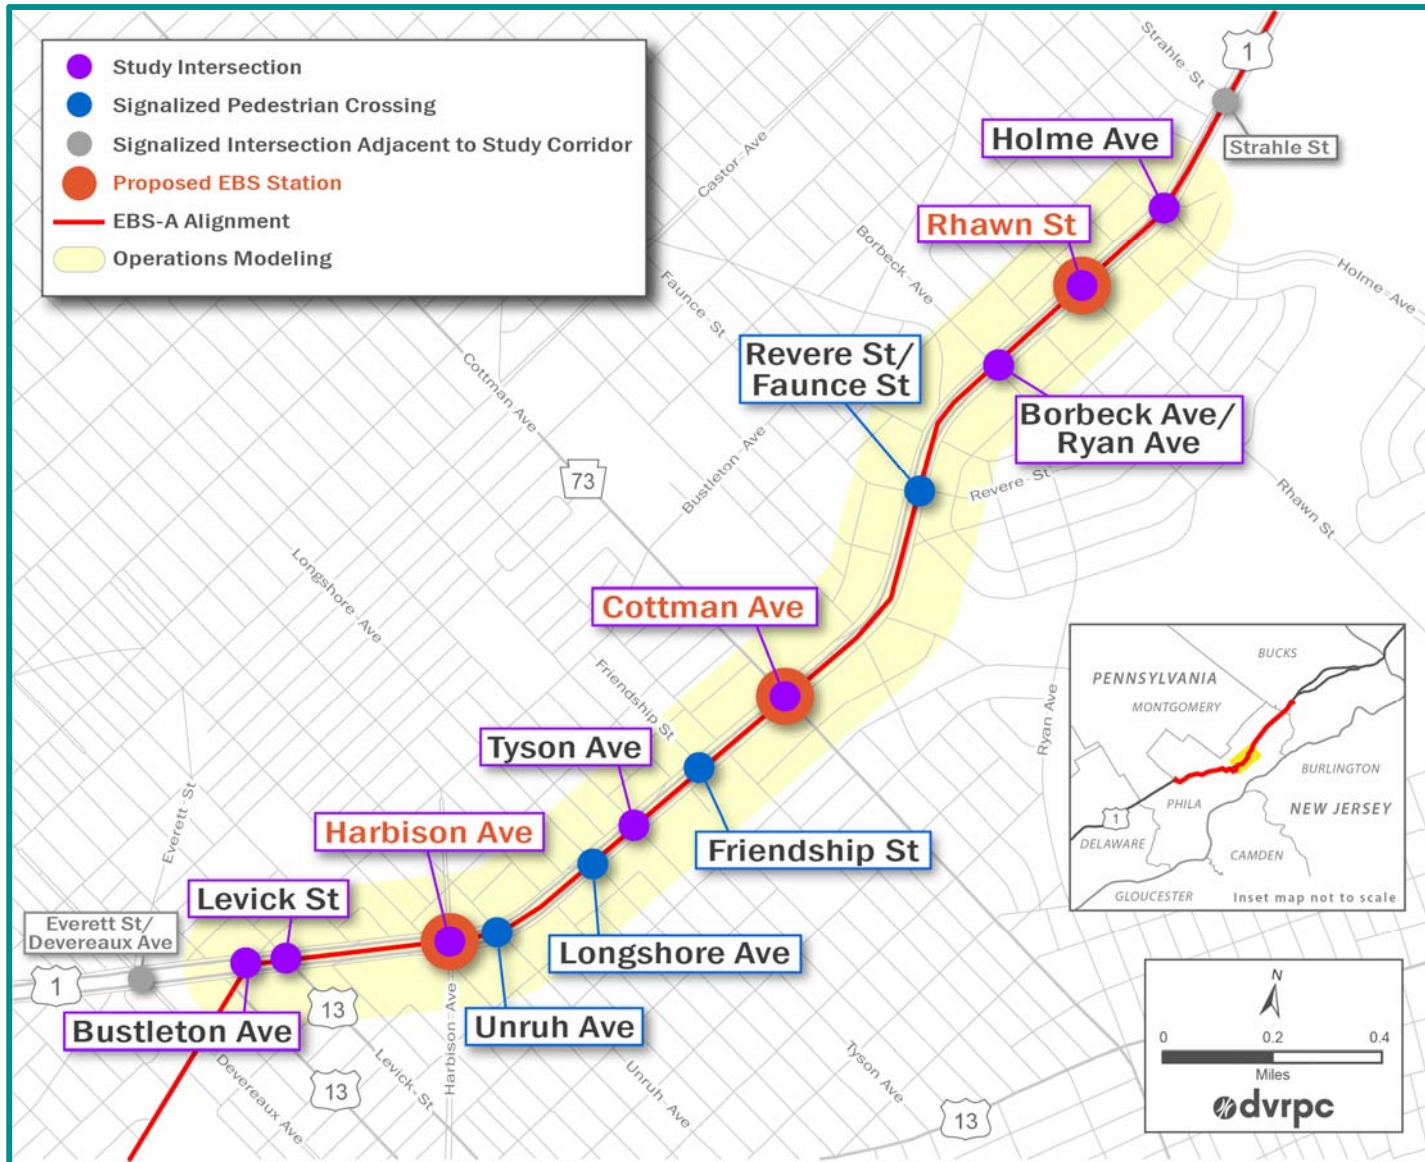 Study Intersection
Signalized Pedestrian Crossing
Signalized Intersection Adjacent to Study Corridor
Proposed EBS Station
EBS-A Alignment
Operations Modeling
Strahle St
1
Castor Ave
Holme Ave
Strahle St
Rhawn St
Borbeck Ave
Holme Ave
Faunce St
Revere St/
Faunce St
Cottman Ave
Borbeck Ave/
Ryan Ave
Bustleton Ave
73
Revere St
Rhawn St
Longshore Ave
Cottman Ave
Friendship St
Ryan Ave
Tyson Ave
Everett St
Harbison Ave
Friendship St
Levick St
Everett St/
Devereaux Ave
Longshore Ave
1
13
Bustleton Ave
Unruh Ave
Harbison Ave
Levick St
Devereaux Ave
13
Unruh Ave
Tyson Ave
13
BUCKS
PENNSYLVANIA
MONTGOMERY
BURLINGTON
PHILA
NEW JERSEY
1
DELAWARE
CAMDEN
GLOUCESTER
Inset map not to scale
N
0 0.2 0.4
Miles
dvrpc